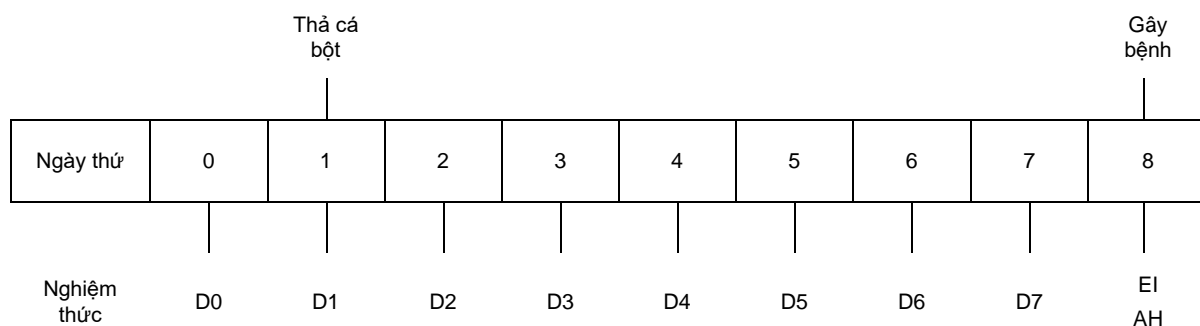 Thả cá
bột
Gây
bệnh
Ngày thứ 0 1 2 3 4 5 6 7 8
Nghiệm
thức
D0 D1 D2 D3 D4 D5 D6 D7
EI
AH